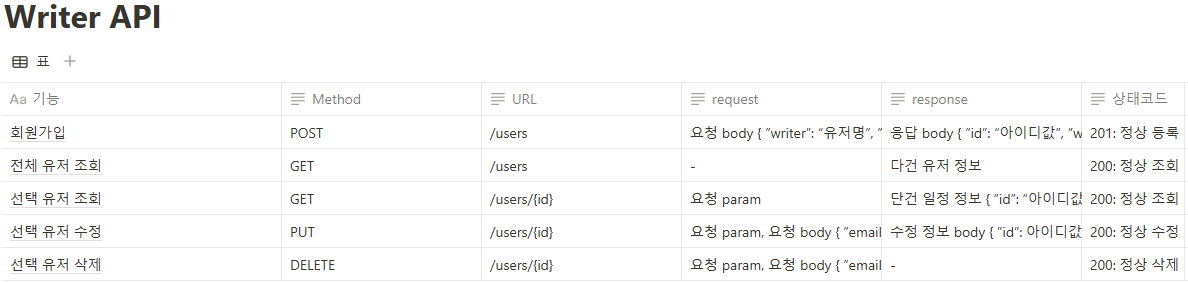 Writer API
표
Aa 기능 Method URL request response 상태코드
회원가입 POST /users 요청 body { "writer": “유저명”, " 응답 body { "id": “아이디값”, "w 201: 정상 등록
전체 유저 조회 GET /users - 다건 유저 정보 200: 정상 조회
선택 유저 조회 GET /users/{id} 요청 param 단건 일정 정보 { "id": “아이디값 200: 정상 조회
선택 유저 수정 PUT /users/{id} 요청 param, 요청 body { "email 수정 정보 body { "id": 아이디값 200: 정상 수정
선택 유저 삭제 DELETE /users/{id} 요청 param, 요청 body { "email - 200: 정상 삭제